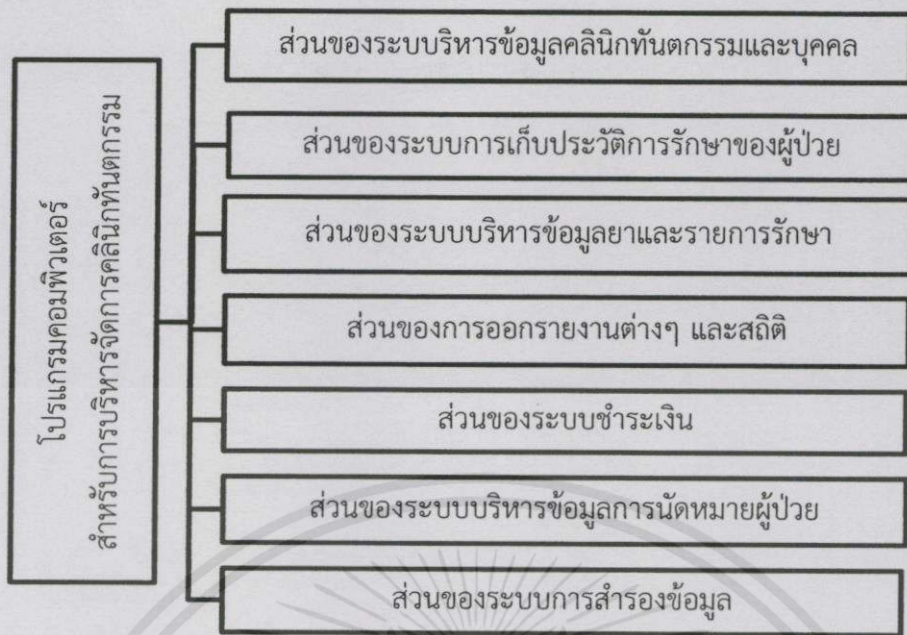 โปรแกรมคอมพิวเตอร์
สำหรับการบริหารจัดการคลินิกทันตกรรม
ส่วนของระบบริหารข้อมูลคลินิกทันตกรรมและบุคคล
ส่วนของระบบการเก็บประวัติการรักษาของผู้ป่วย
ส่วนของระบบบริหารข้อมูลยาและรายการรักษา
ส่วนของการออกรายงานต่างๆ และสถิติ
ส่วนของระบบชำระเงิน
ส่วนของระบบบริหารข้อมูลการนัดหมายผู้ป่วย
ส่วนของระบบการสำรองข้อมูล